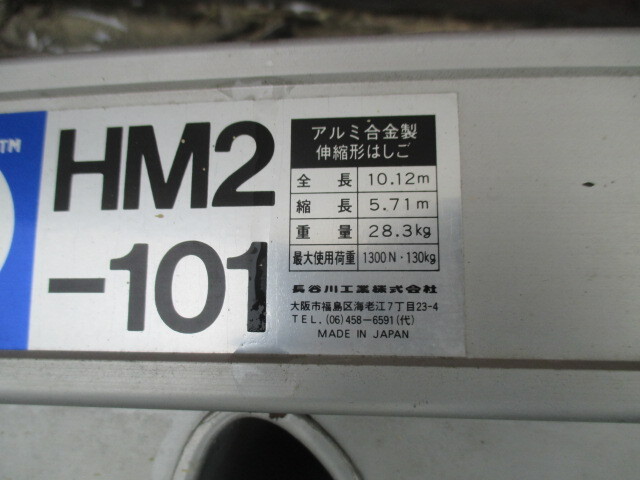 TN
HM2
-101
アルミ合金製
伸縮形はしご
全 長 10.12m
縮 長 5.71m
重 量 28.3kg
最大使用荷重 1300N・130kg
長谷川工業株式会社
大阪市福島区海老江7丁目23-4
TEL.(06)458-6591(代)
MADE IN JAPAN